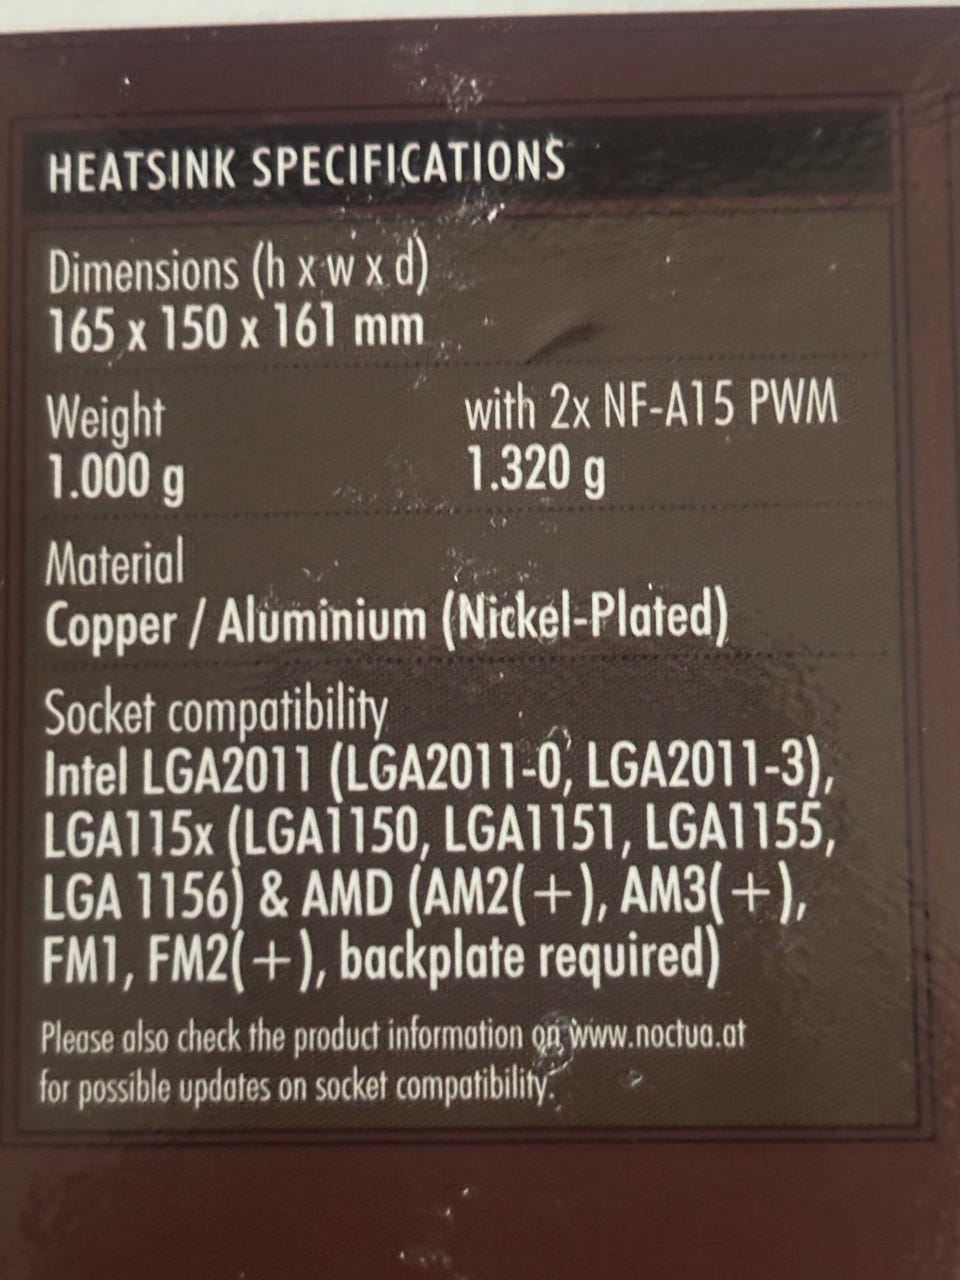 HEATSINK SPECIFICATIONS
Dimensions (h x w x d)
165 x 150 x 161 mm
Weight
1.000 g
with 2x NF-A15 PWM
1.320 g
Material
Copper / Aluminium (Nickel-Plated)
Socket compatibility
Intel LGA2011 (LGA2011-0, LGA2011-3),
LGA115x (LGA1150, LGA1151, LGA1155,
LGA 1156) & AMD (AM2(+), AM3(+),
FM1, FM2(+), backplate required)
Please also check the product information on www.noctua.at
for possible updates on socket compatibility.